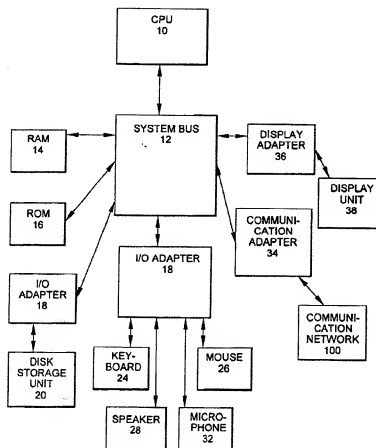 CPU
10
SYSTEM BUS
12
RAM
14
DISPLAY
ADAPTER
36
DISPLAY
UNIT
38
ROM
16
COMMUNI-
CATION
ADAPTER
34
I/O ADAPTER
18
I/O
ADAPTER
18
COMMUNI-
CATION
NETWORK
100
DISK
STORAGE
UNIT
20
KEY-
BOARD
24
MOUSE
26
SPEAKER
28
MICRO-
PHONE
32